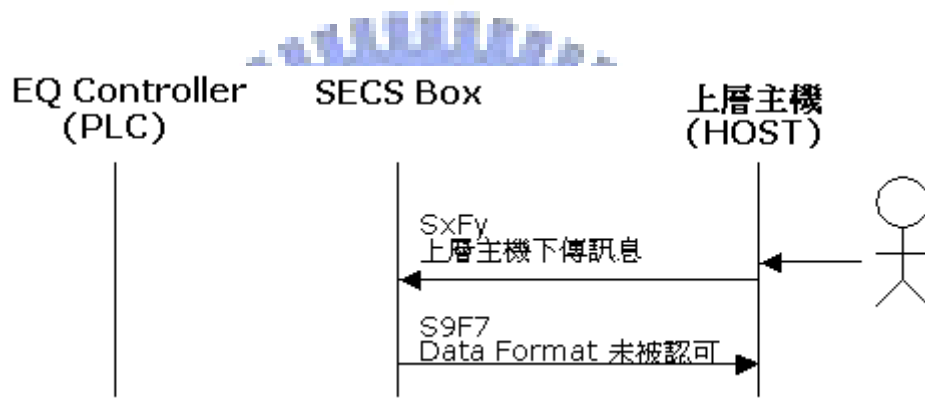 EQ Controller
(PLC)
SECS Box
上層主機
(HOST)
SxFy
上層主機下傳訊息
S9F7
Data Format 未被認可